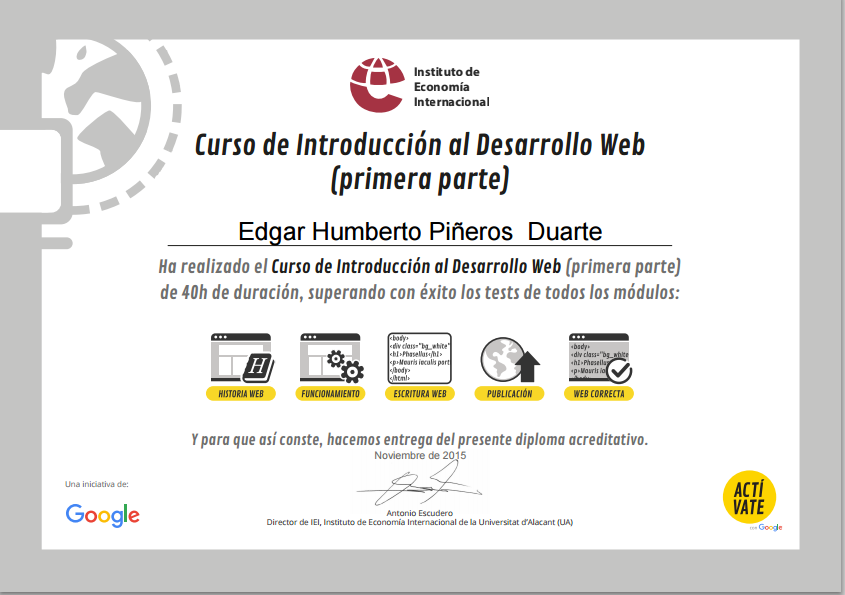 Instituto de
Economía
Internacional
Curso de Introducción al Desarrollo Web
(primera parte)
Edgar Humberto Piñeros Duarte
Ha realizado el Curso de Introducción al Desarrollo Web (primera parte)
de 40h de duración, superando con éxito los tests de todos los módulos:
H
<body>
<div class="bg_white"
<h1>Phasellus</h1>
<p>Mauris iaculis port
</body>
</html>
<body>
<div class="bg_white
<h1>Phasellus
<p>Mauris ia
HISTORIA WEB
FUNCIONAMIENTO
ESCRITURA WEB
PUBLICACIÓN
WEB CORRECTA
Y para que así conste, hacemos entrega del presente diploma acreditativo.
Noviembre de 2015
Antonio Escudero
Director de IEI, Instituto de Economía Internacional de la Universitat d'Alacant (UA)
Una iniciativa de:
Google
ACTÍ
VATE
con Google